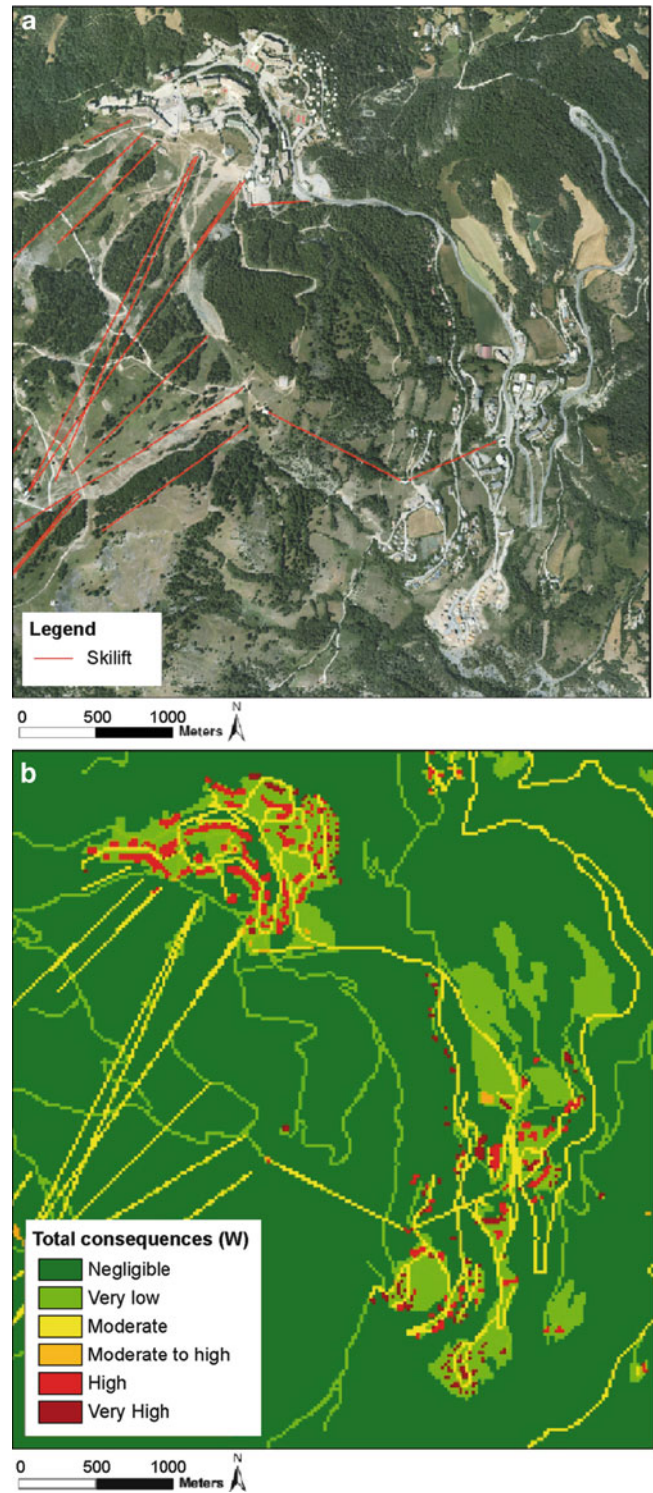 a
Legend
Skilift
0 500 1000
Meters
N
b
Total consequences (W)
Negligible
Very low
Moderate
Moderate to high
High
Very High
0 500 1000
Meters
N